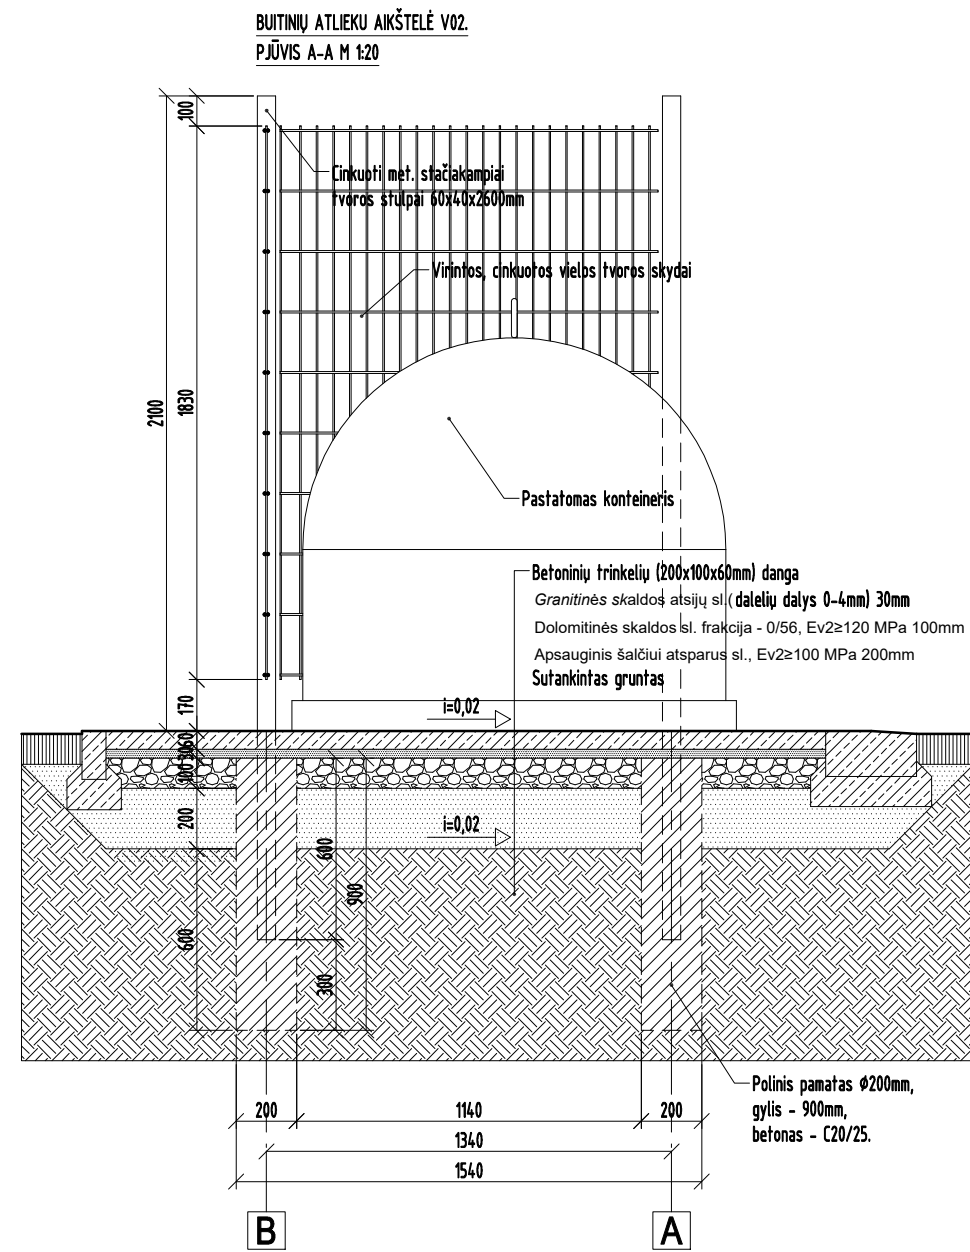 BUITINIŲ ATLIEKU AIKŠTELĖ V02.
PJŪVIS A-A M 1:20
100
2100
1830
170
60
30
100
200
600
Cinkuoti met. stačiakampiai
tvoros stulpai 60x40x2600mm
Virintos, cinkuotos vielos tvoros skydai
Pastatomas konteineris
Betoninių trinkelių (200x100x60mm) danga
Granitinės skaldos atsijų sl.(dalelių dalys 0-4mm) 30mm
Dolomitinės skaldos sl. frakcija - 0/56, Ev2≥120 MPa 100mm
Apsauginis šalčiui atsparus sl., Ev2≥100 MPa 200mm
Sutankintas gruntas
i=0,02
i=0,02
600
900
300
Polinis pamatas Φ200mm,
gylis - 900mm,
betonas - C20/25.
200
1140
200
1340
1540
B
A